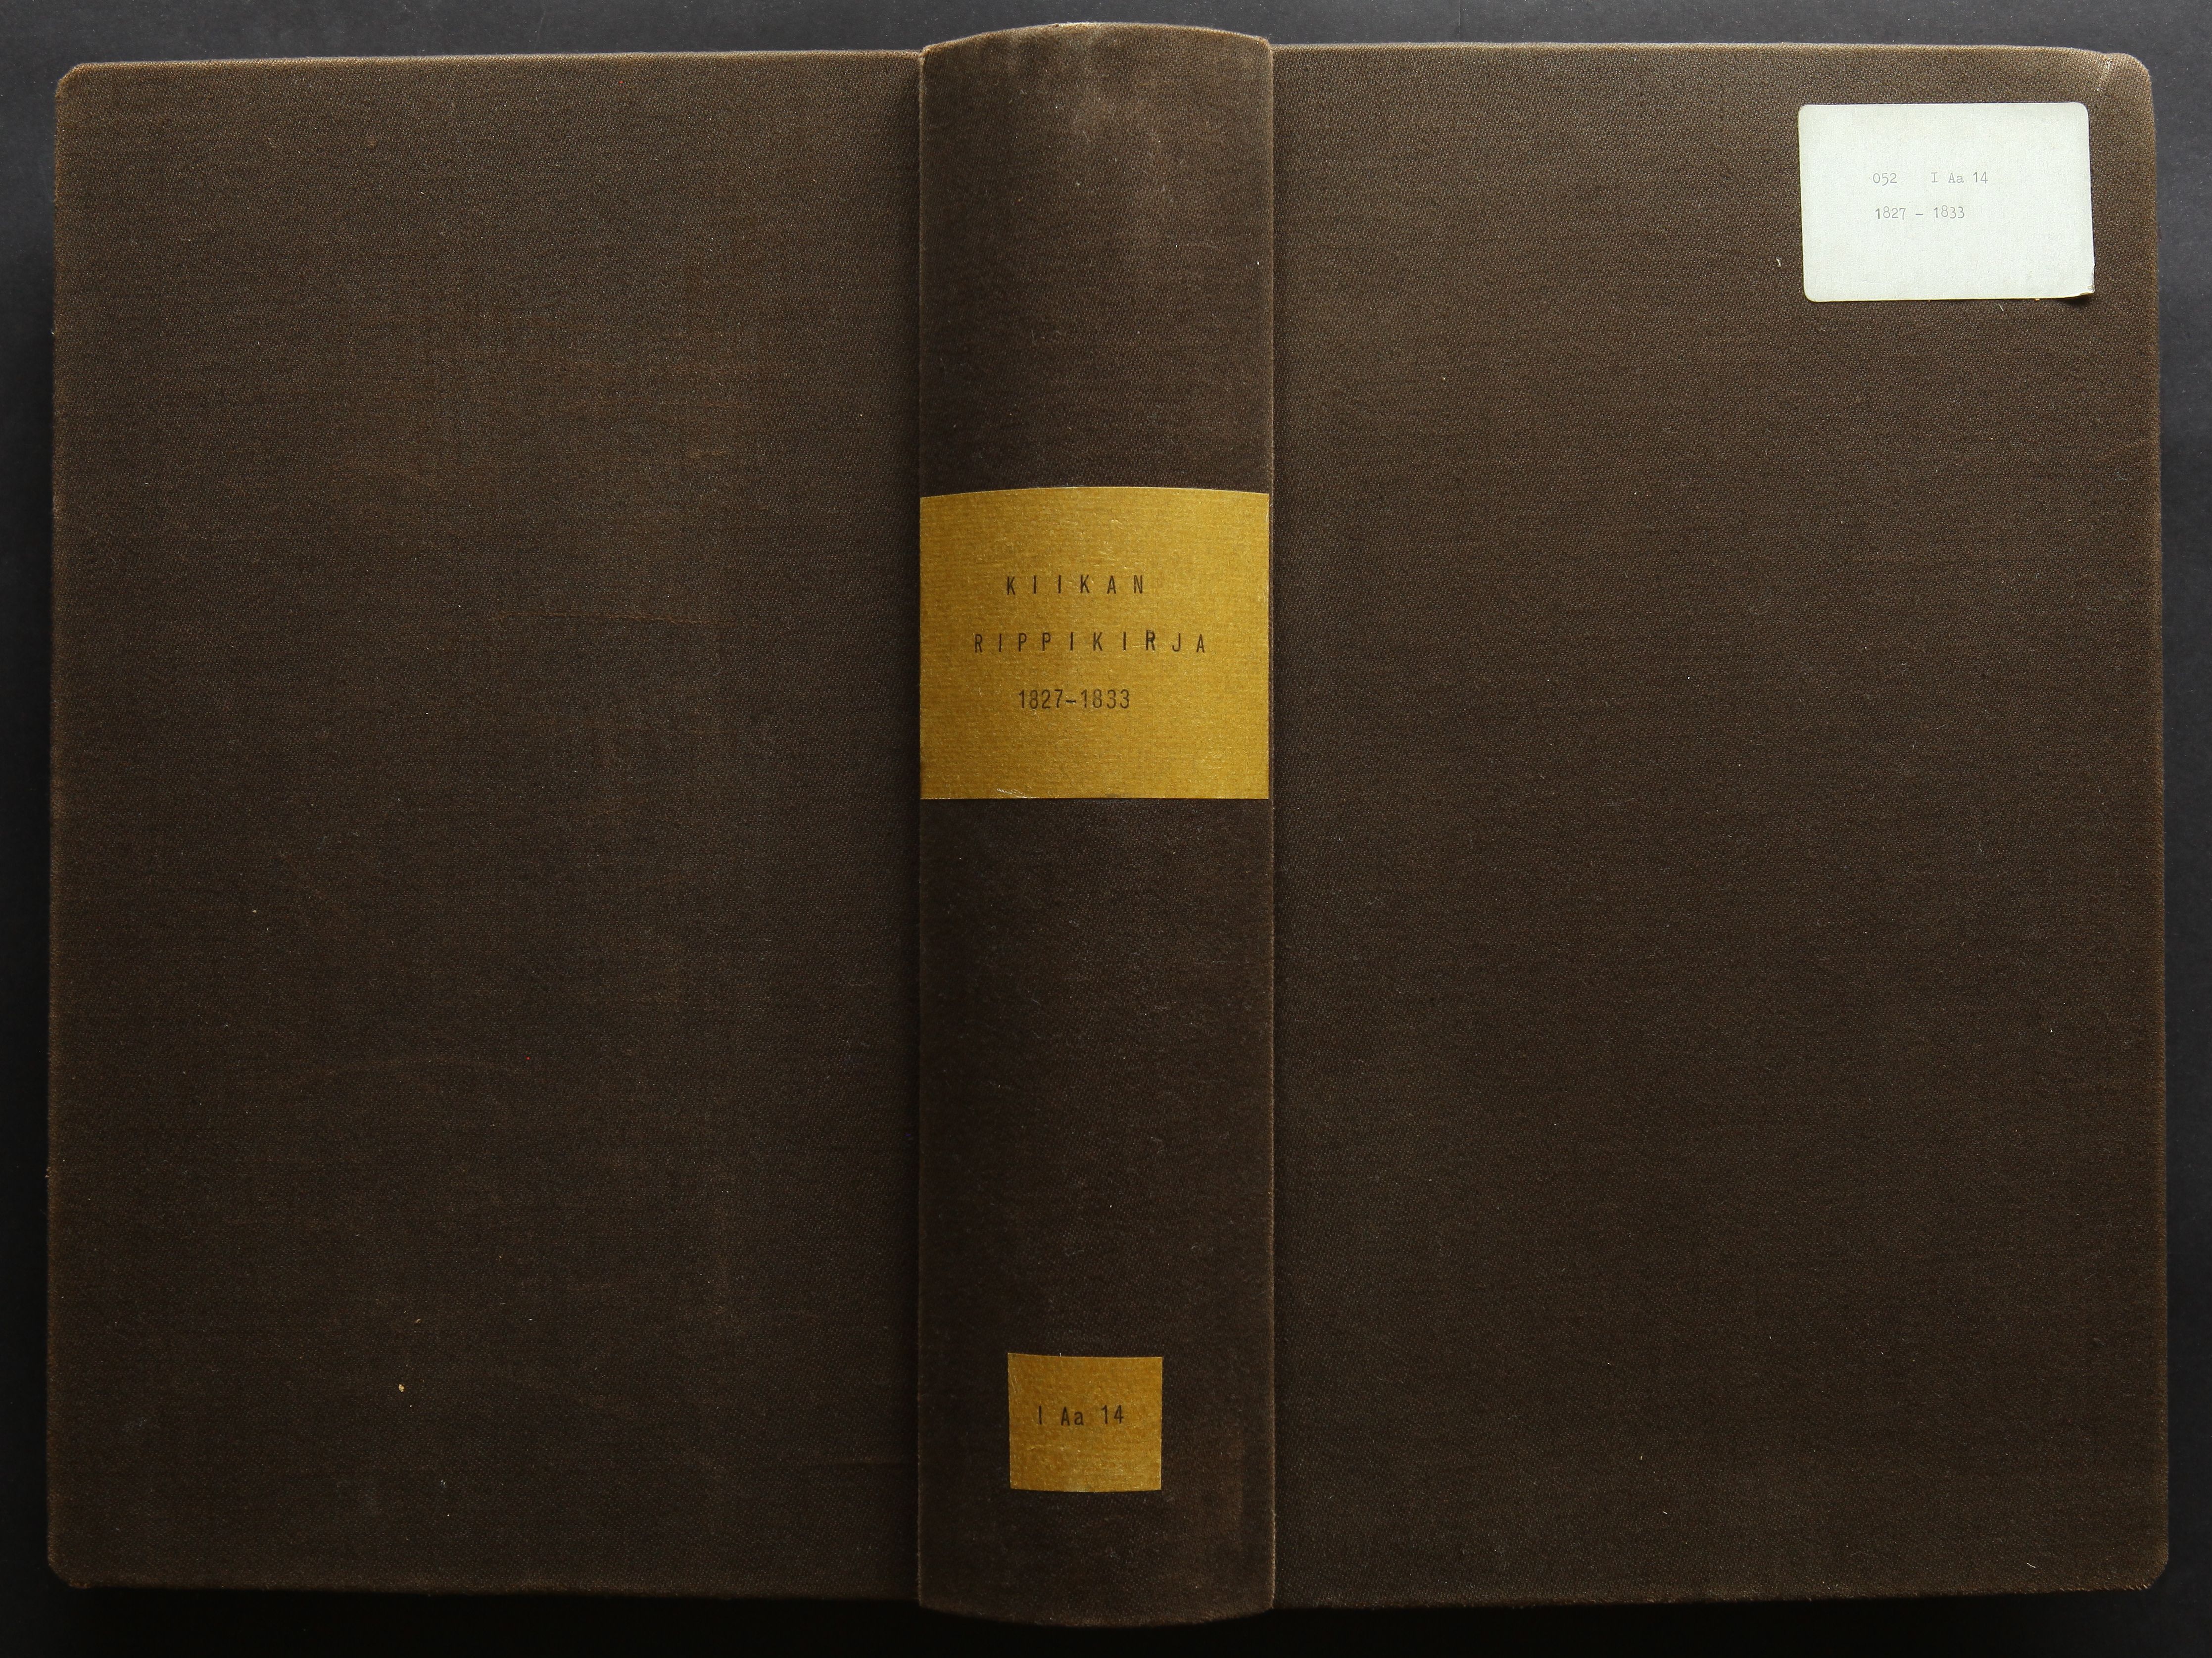 KIIKAN
RIPPIKIRJA
1827-1833
I Aa 14
052 I Aa 14
1827 - 1833